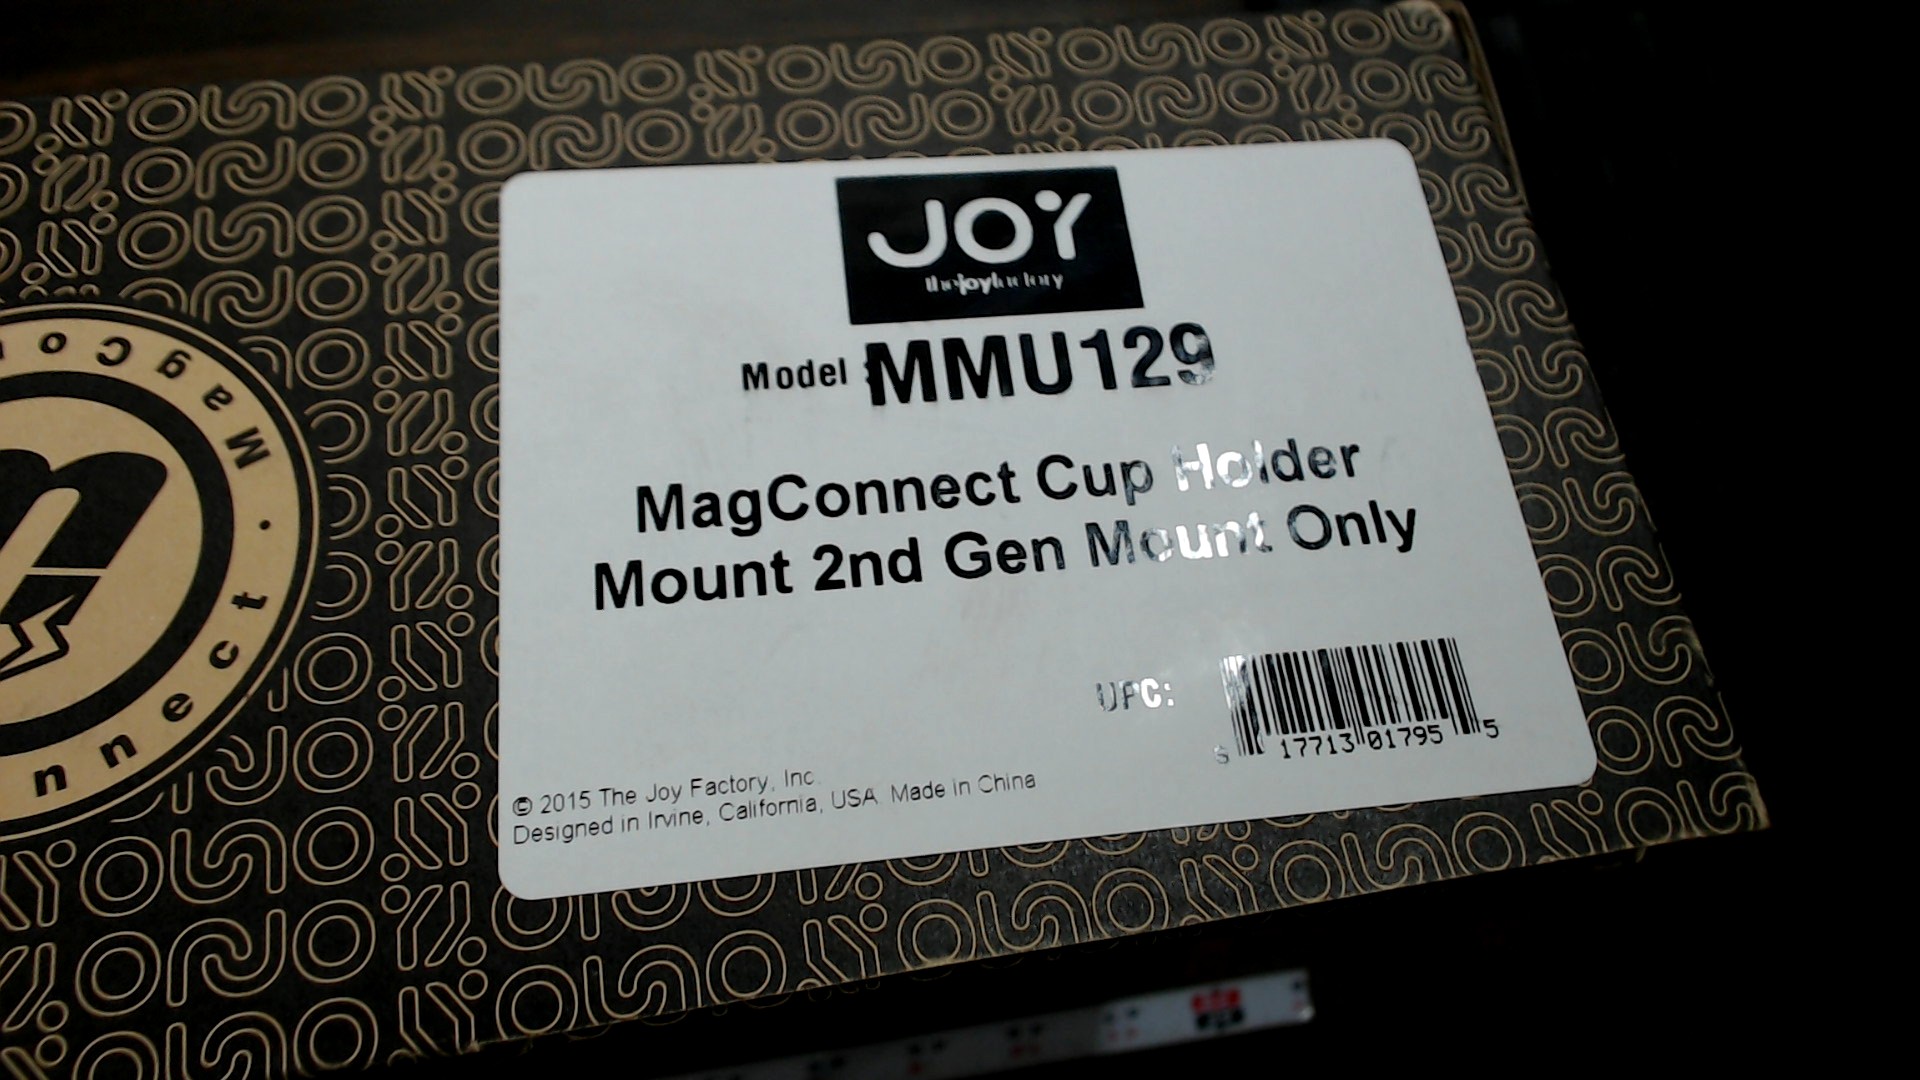 JOY
thejoyfactory
Model :MMU129
MagConnect Cup Holder
Mount 2nd Gen Mount Only
UPC:
17713 01795 5
© 2015 The Joy Factory, Inc.
Designed in Irvine, California, USA. Made in China
MagConnect